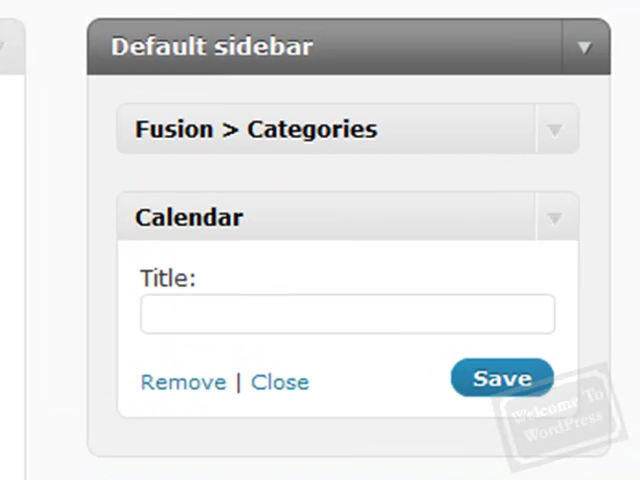 Default sidebar
Fusion > Categories
Calendar
Title:
Remove | Close
Save
Welcome To
WordPress